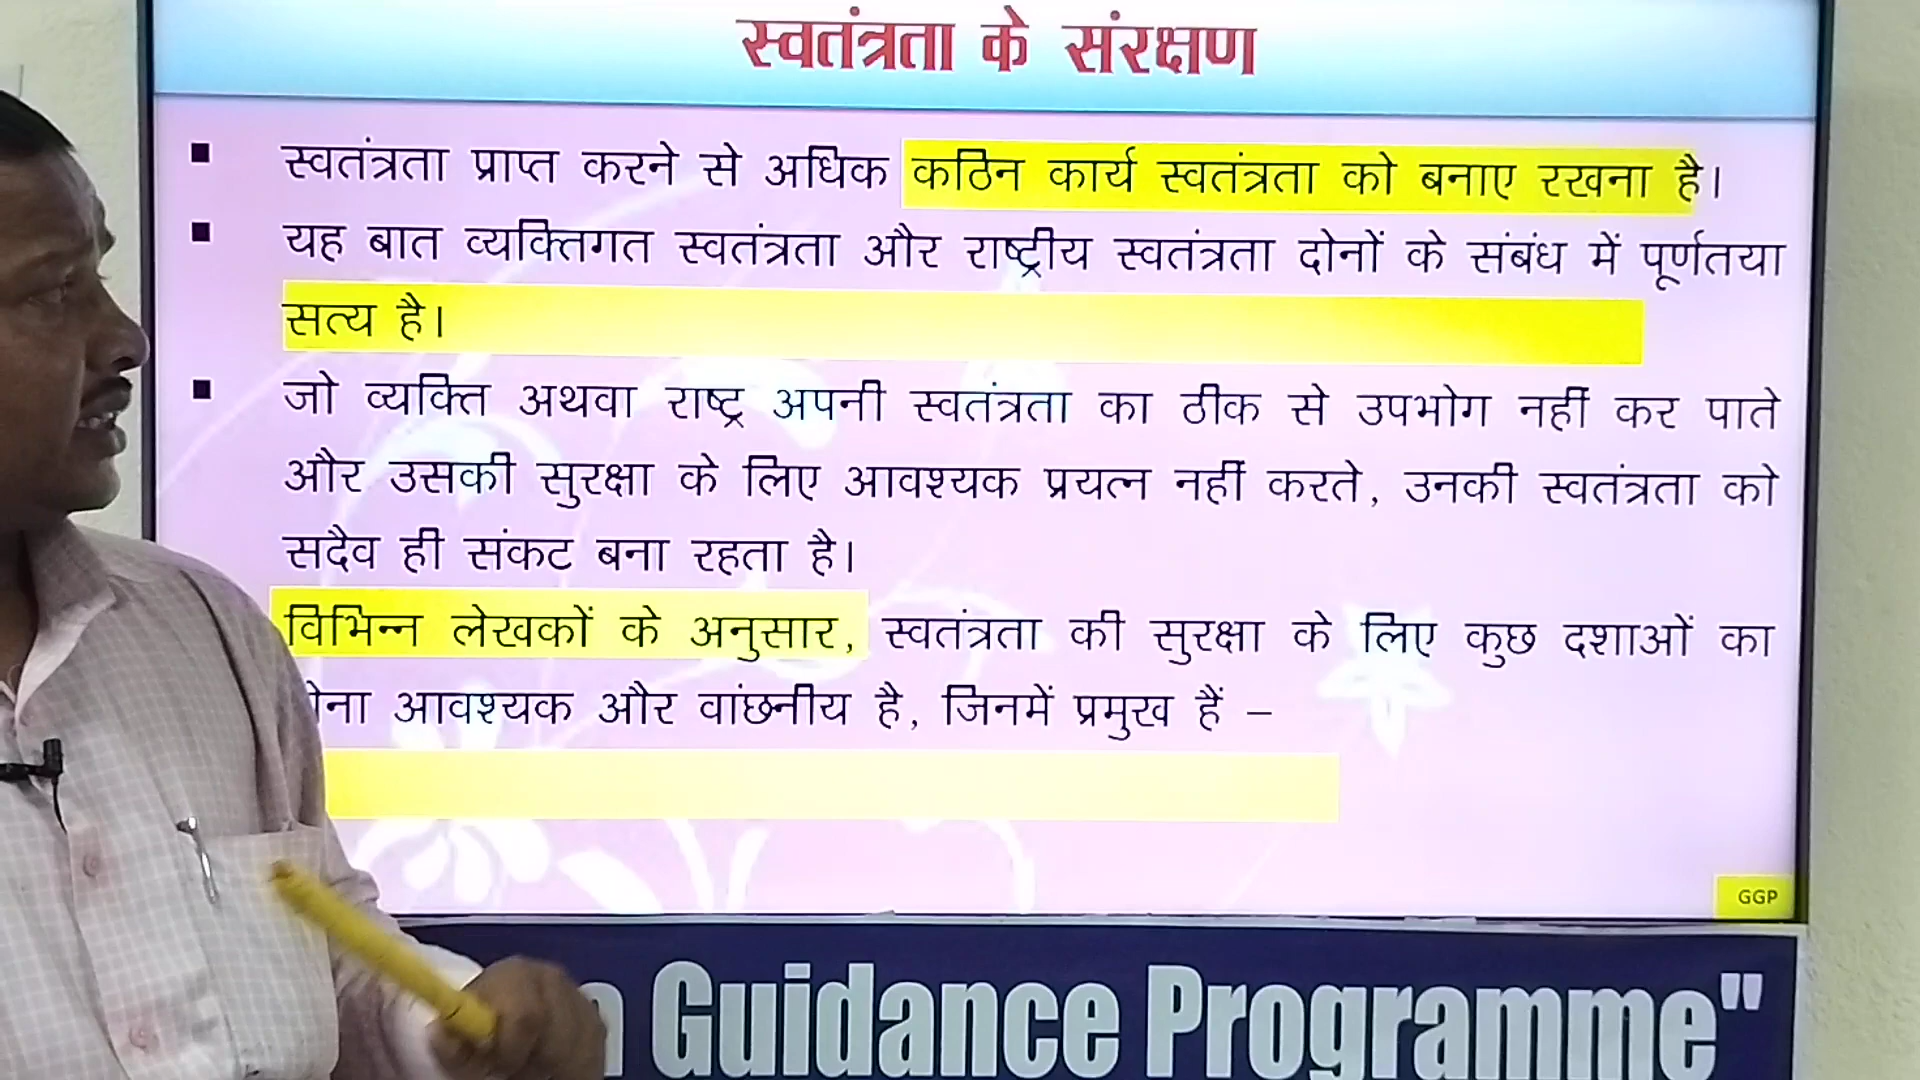 स्वतंत्रता के संरक्षण
▪ स्वतंत्रता प्राप्त करने से अधिक कठिन कार्य स्वतंत्रता को बनाए रखना है।
▪ यह बात व्यक्तिगत स्वतंत्रता और राष्ट्रीय स्वतंत्रता दोनों के संबंध में पूर्णतया
सत्य है।
▪ जो व्यक्ति अथवा राष्ट्र अपनी स्वतंत्रता का ठीक से उपभोग नहीं कर पाते
और उसकी सुरक्षा के लिए आवश्यक प्रयत्न नहीं करते, उनकी स्वतंत्रता को
सदैव ही संकट बना रहता है।
विभिन्न लेखकों के अनुसार, स्वतंत्रता की सुरक्षा के लिए कुछ दशाओं का
आवश्यक और वांछनीय है, जिनमें प्रमुख हैं –
GGP
Guidance Programme"